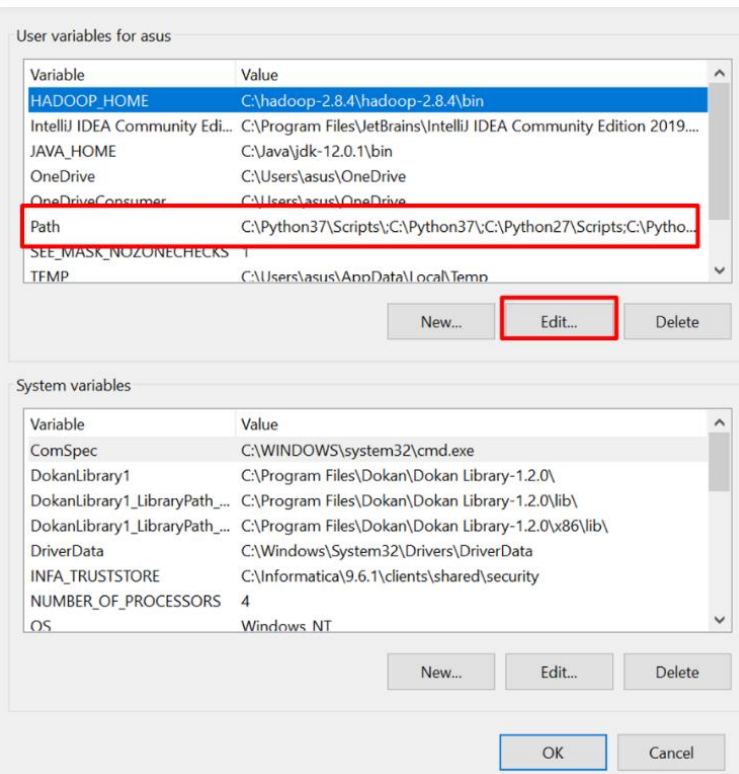 User variables for asus
Variable Value
HADOOP_HOME C:\hadoop-2.8.4\hadoop-2.8.4\bin
IntelliJ IDEA Community Edi... C:\Program Files\JetBrains\IntelliJ IDEA Community Edition 2019....
JAVA_HOME C:\Java\jdk-12.0.1\bin
OneDrive C:\Users\asus\OneDrive
OneDriveConsumer C:\Users\asus\OneDrive
Path C:\Python37\Scripts\;C:\Python37\;C:\Python27\Scripts;C:\Pytho...
SEE_MASK_NOZONECHECKS 1
TEMP C:\Users\asus\AppData\Local\Temp
New... Edit... Delete
System variables
Variable Value
ComSpec C:\WINDOWS\system32\cmd.exe
DokanLibrary1 C:\Program Files\Dokan\Dokan Library-1.2.0\
DokanLibrary1_LibraryPath_... C:\Program Files\Dokan\Dokan Library-1.2.0\lib\
DokanLibrary1_LibraryPath_... C:\Program Files\Dokan\Dokan Library-1.2.0\x86\lib\
DriverData C:\Windows\System32\Drivers\DriverData
INFA_TRUSTSTORE C:\Informatica\9.6.1\clients\shared\security
NUMBER_OF_PROCESSORS 4
OS Windows_NT
New... Edit... Delete
OK Cancel